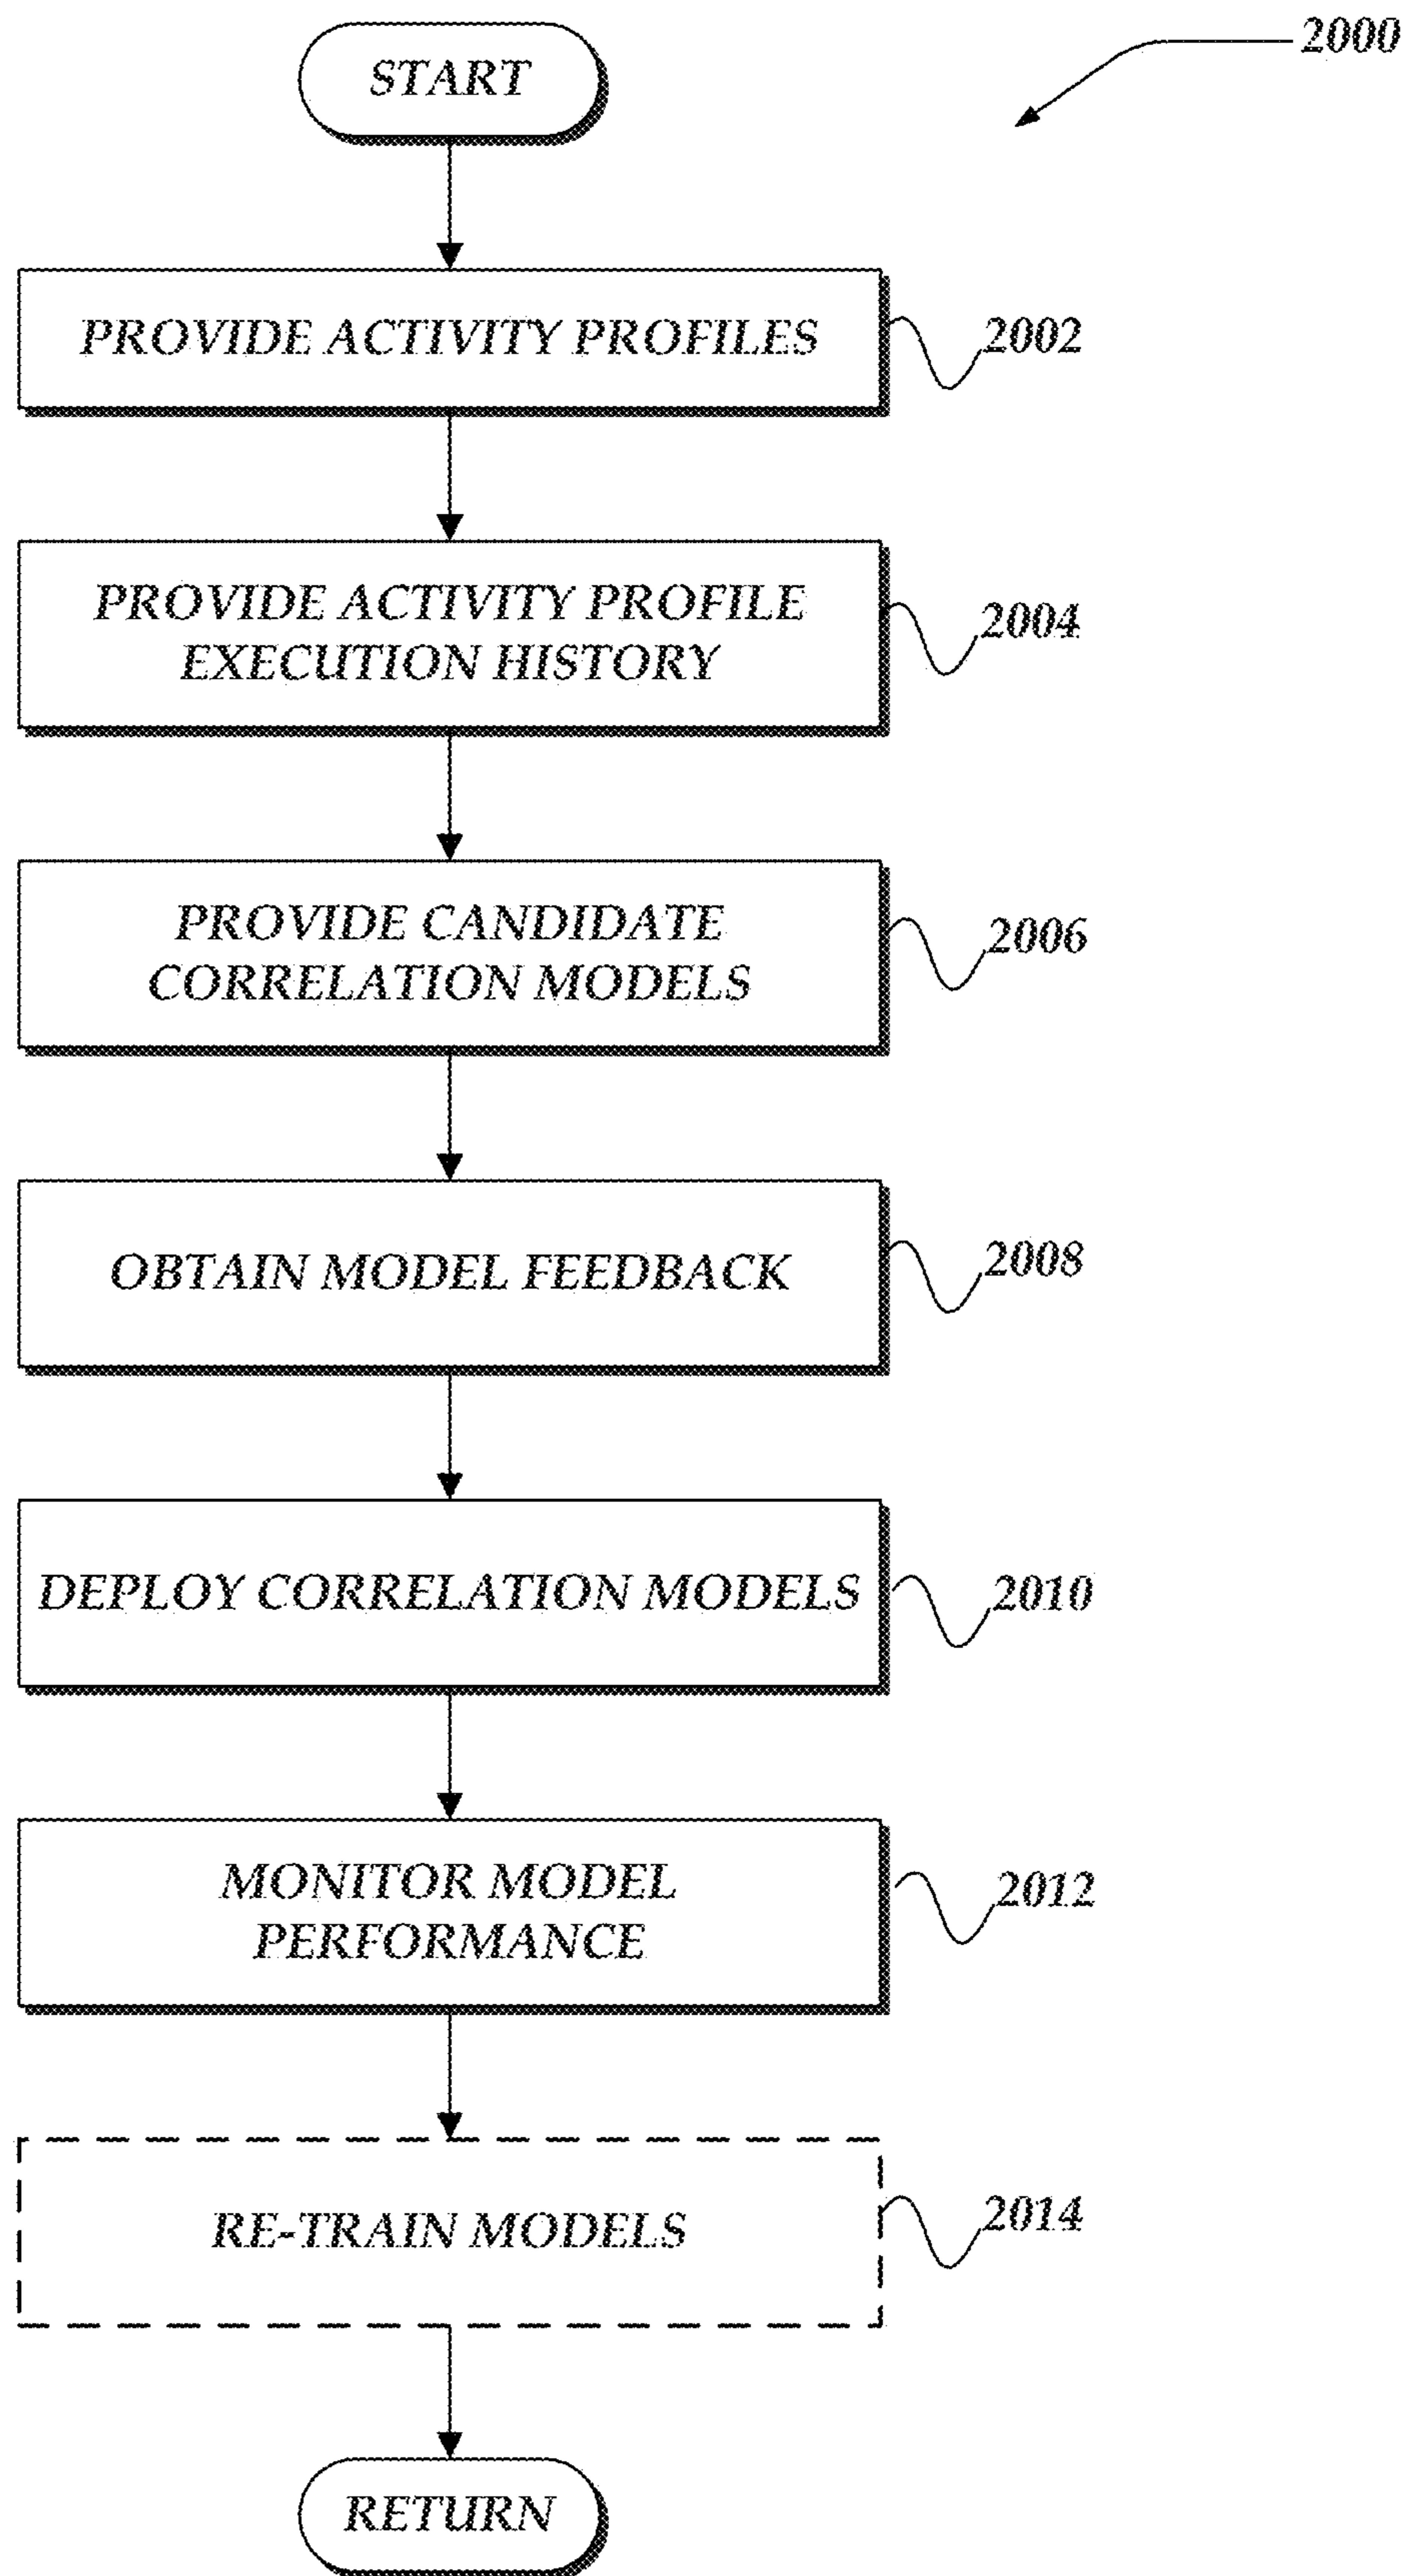 START
2000
PROVIDE ACTIVITY PROFILES
2002
PROVIDE ACTIVITY PROFILE
EXECUTION HISTORY
2004
PROVIDE CANDIDATE
CORRELATION MODELS
2006
OBTAIN MODEL FEEDBACK
2008
DEPLOY CORRELATION MODELS
2010
MONITOR MODEL
PERFORMANCE
2012
RE-TRAIN MODELS
2014
RETURN